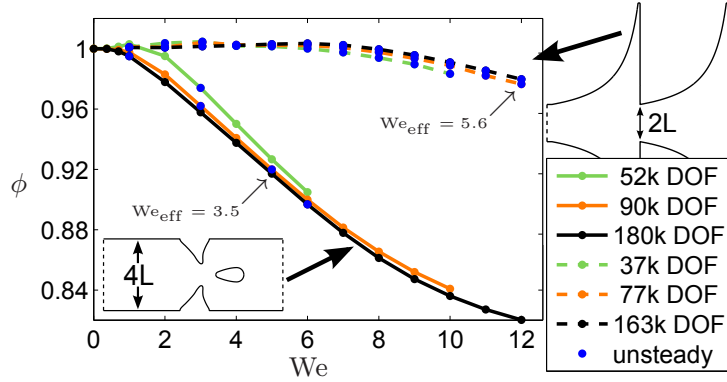 1
0.96
0.92
0.88
0.84
ϕ
0 2 4 6 8 10 12
We
We_eff = 5.6
We_eff = 3.5
4L
2L
52k DOF
90k DOF
180k DOF
37k DOF
77k DOF
163k DOF
unsteady